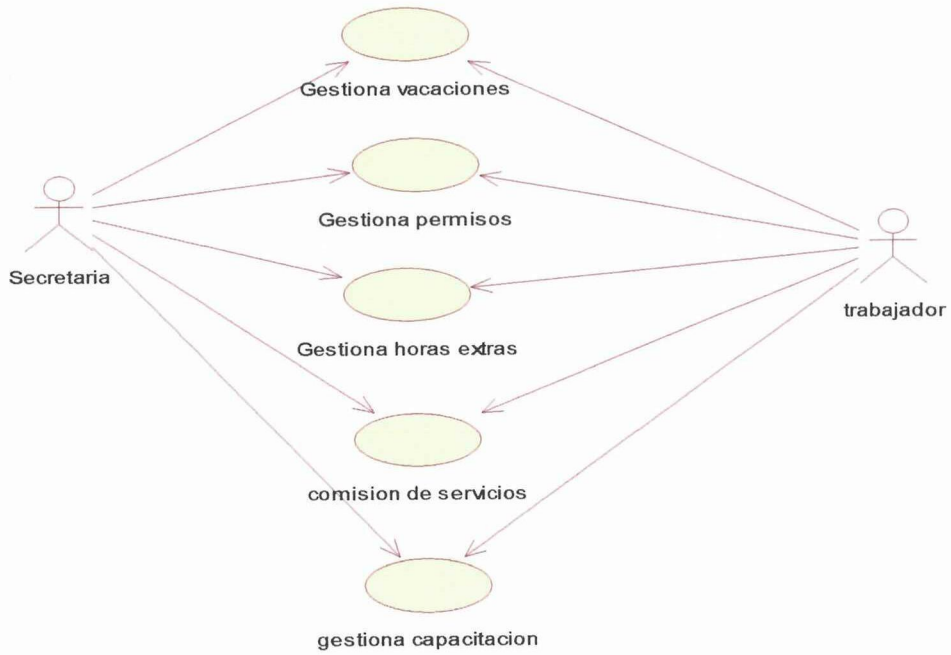 Gestiona vacaciones
Gestiona permisos
Secretaria
Gestiona horas extras
trabajador
comision de servicios
gestiona capacitacion